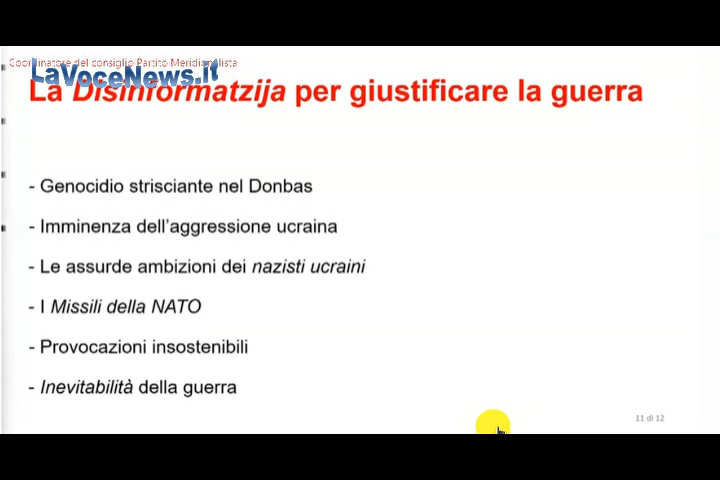 Coordinatore del consiglio Partito Meridionalista
LaVoceNews.it
La Disinformatzija per giustificare la guerra
- Genocidio strisciante nel Donbas
- Imminenza dell'aggressione ucraina
- Le assurde ambizioni dei nazisti ucraini
- I Missili della NATO
- Provocazioni insostenibili
- Inevitabilità della guerra
11 di 12